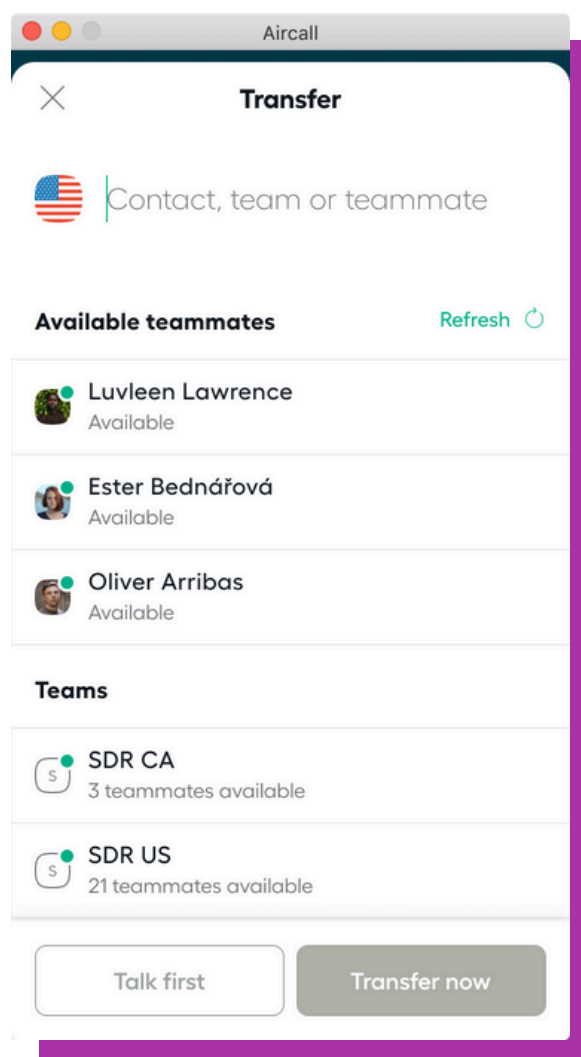 Aircall
Transfer
Contact, team or teammate
Available teammates Refresh
Luvleen Lawrence
Available
Ester Bednářová
Available
Oliver Arribas
Available
Teams
S SDR CA
3 teammates available
S SDR US
21 teammates available
Talk first Transfer now